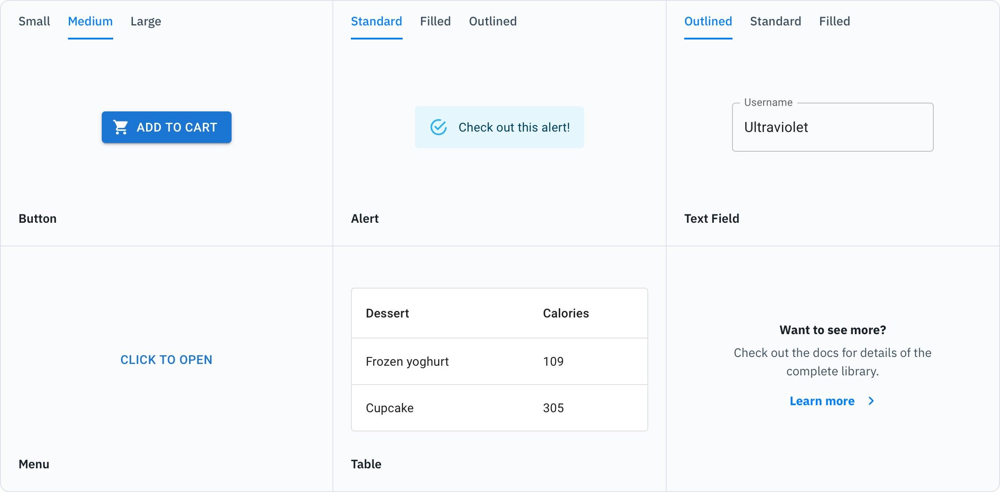 Small Medium Large
ADD TO CART
Button
Standard Filled Outlined
Check out this alert!
Alert
Outlined Standard Filled
Username
Ultraviolet
Text Field
CLICK TO OPEN
Menu
Dessert Calories
Frozen yoghurt 109
Cupcake 305
Table
Want to see more?
Check out the docs for details of the
complete library.
Learn more